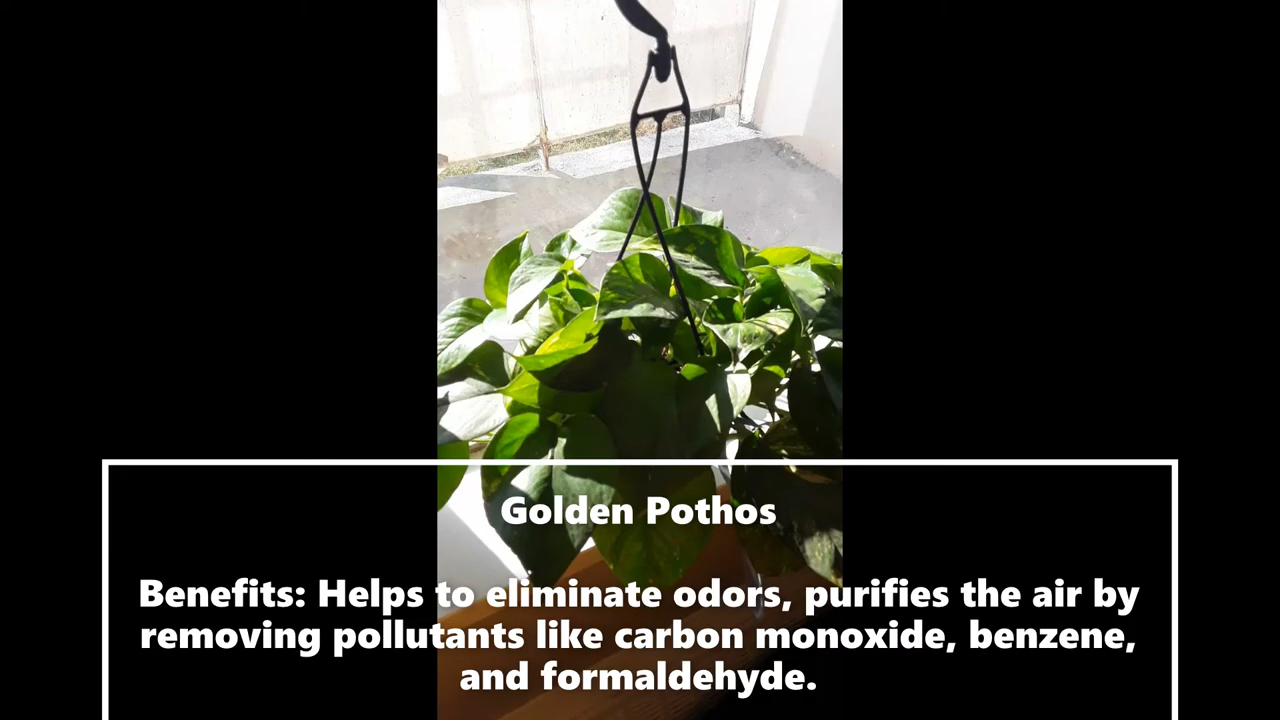 Golden Pothos
Benefits: Helps to eliminate odors, purifies the air by
removing pollutants like carbon monoxide, benzene,
and formaldehyde.